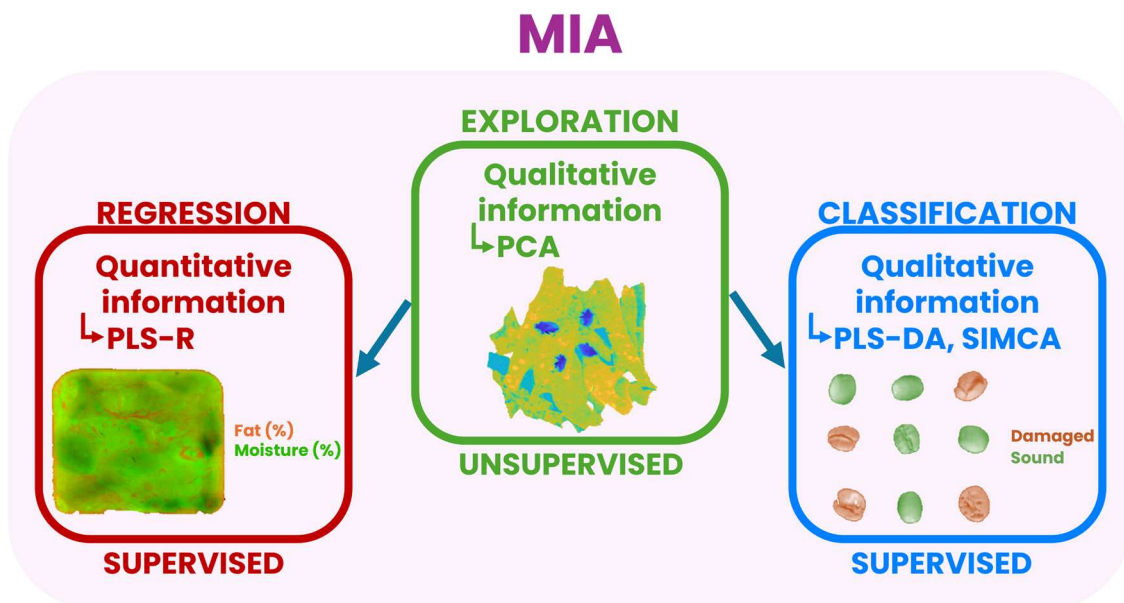 MIA
EXPLORATION
Qualitative
information
PCA
UNSUPERVISED
REGRESSION
Quantitative
information
PLS-R
Fat (%)
Moisture (%)
SUPERVISED
CLASSIFICATION
Qualitative
information
PLS-DA, SIMCA
Damaged
Sound
SUPERVISED